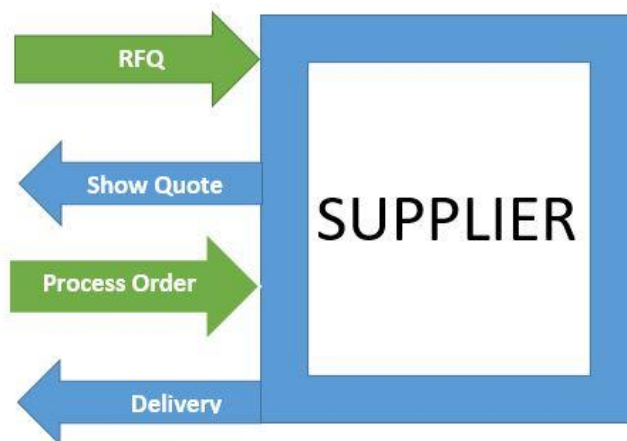 RFQ
Show Quote
SUPPLIER
Process Order
Delivery